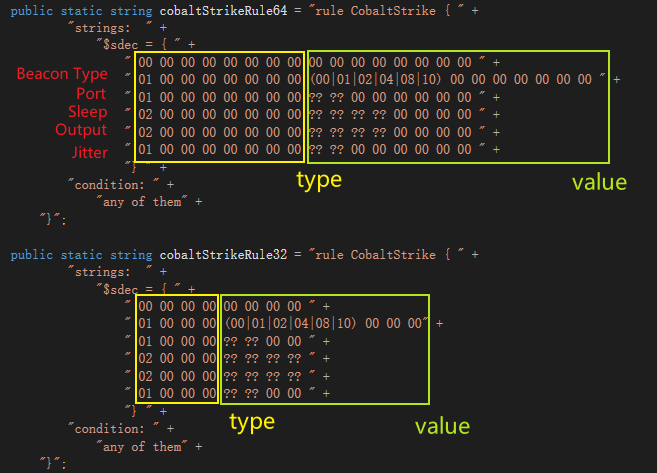 public static string cobaltStrikeRule64 = "rule CobaltStrike { " +
"strings:  " +
"$sdec = { " +
" 00 00 00 00 00 00 00 00 00 00 00 00 00 00 00 00 " +
Beacon Type " 01 00 00 00 00 00 00 00 (00|01|02|04|08|10) 00 00 00 00 00 00 00 " +
Port " 01 00 00 00 00 00 00 00 ?? ?? 00 00 00 00 00 00 " +
Sleep " 02 00 00 00 00 00 00 00 ?? ?? ?? ?? 00 00 00 00 " +
Output " 02 00 00 00 00 00 00 00 ?? ?? ?? ?? 00 00 00 00 " +
Jitter " 01 00 00 00 00 00 00 00 ?? ?? 00 00 00 00 00 00 " +
"} " +
type value
"condition: " +
"any of them" +
"}";
public static string cobaltStrikeRule32 = "rule CobaltStrike { " +
"strings:  " +
"$sdec = { " +
" 00 00 00 00 00 00 00 00 " +
" 01 00 00 00 (00|01|02|04|08|10) 00 00 00" +
" 01 00 00 00 ?? ?? 00 00 " +
" 02 00 00 00 ?? ?? ?? ?? " +
" 02 00 00 00 ?? ?? ?? ?? " +
" 01 00 00 00 ?? ?? 00 00 " +
"} " +
type value
"condition: " +
"any of them" +
"}";